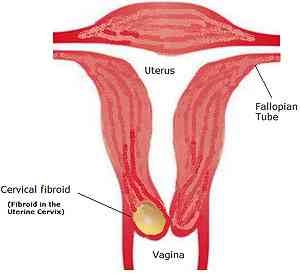 Uterus
Fallopian
Tube
Cervical fibroid
(Fibroid in the
Uterine Cervix)
Vagina